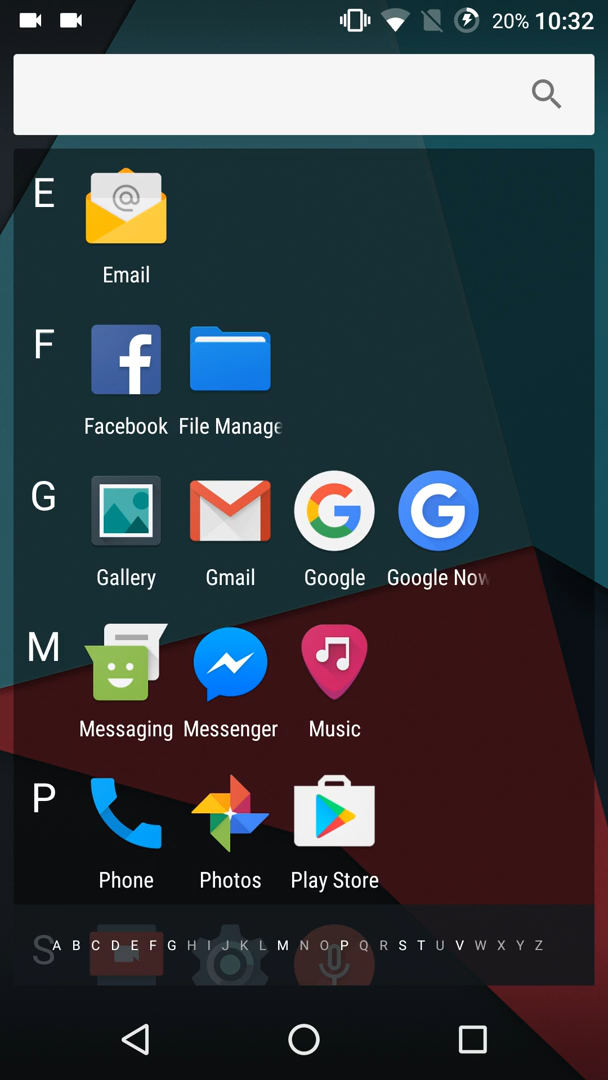 20% 10:32
E
@
Email
F
f
Facebook File Manage
G
G G
Gallery Gmail Google Google Now
M
Messaging Messenger Music
P
Phone Photos Play Store
S
A B C D E F G H I J K L M N O P Q R S T U V W X Y Z